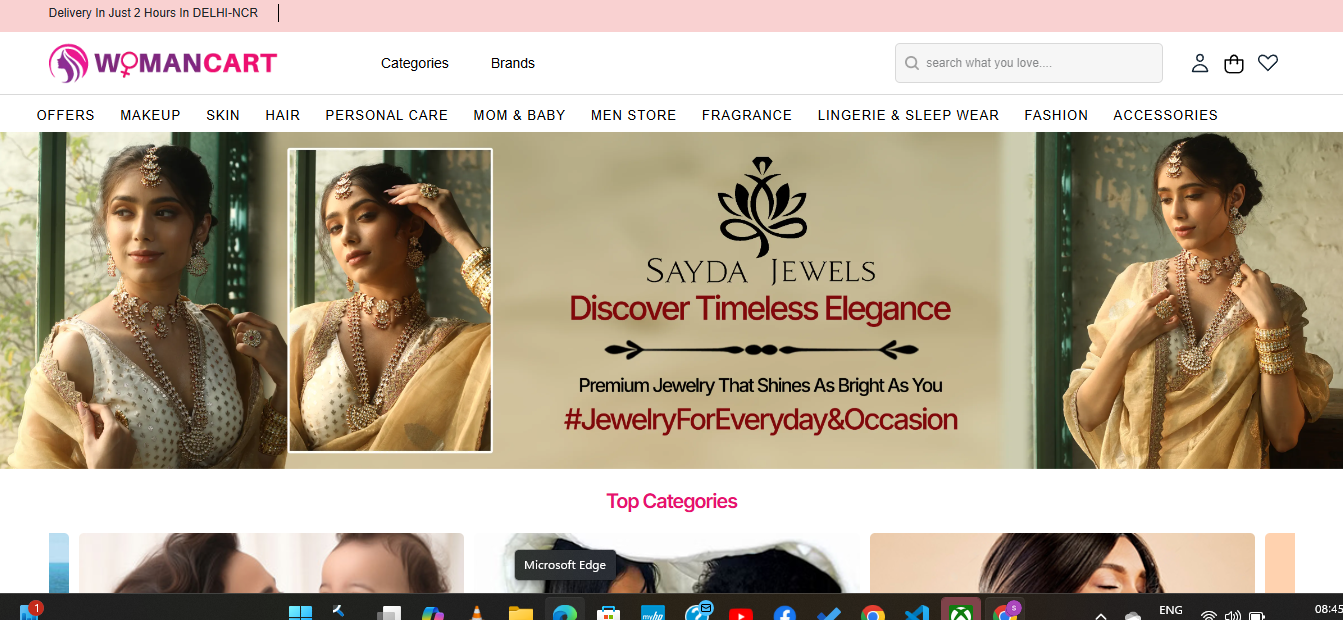 Delivery In Just 2 Hours In DELHI-NCR
WOMANCART
Categories
Brands
search what you love....
OFFERS
MAKEUP
SKIN
HAIR
PERSONAL CARE
MOM & BABY
MEN STORE
FRAGRANCE
LINGERIE & SLEEP WEAR
FASHION
ACCESSORIES
SAYDA JEWELS
Discover Timeless Elegance
Premium Jewelry That Shines As Bright As You
#JewelryForEveryday&Occasion
Top Categories
Microsoft Edge
1
myhp
S
ENG
08:45